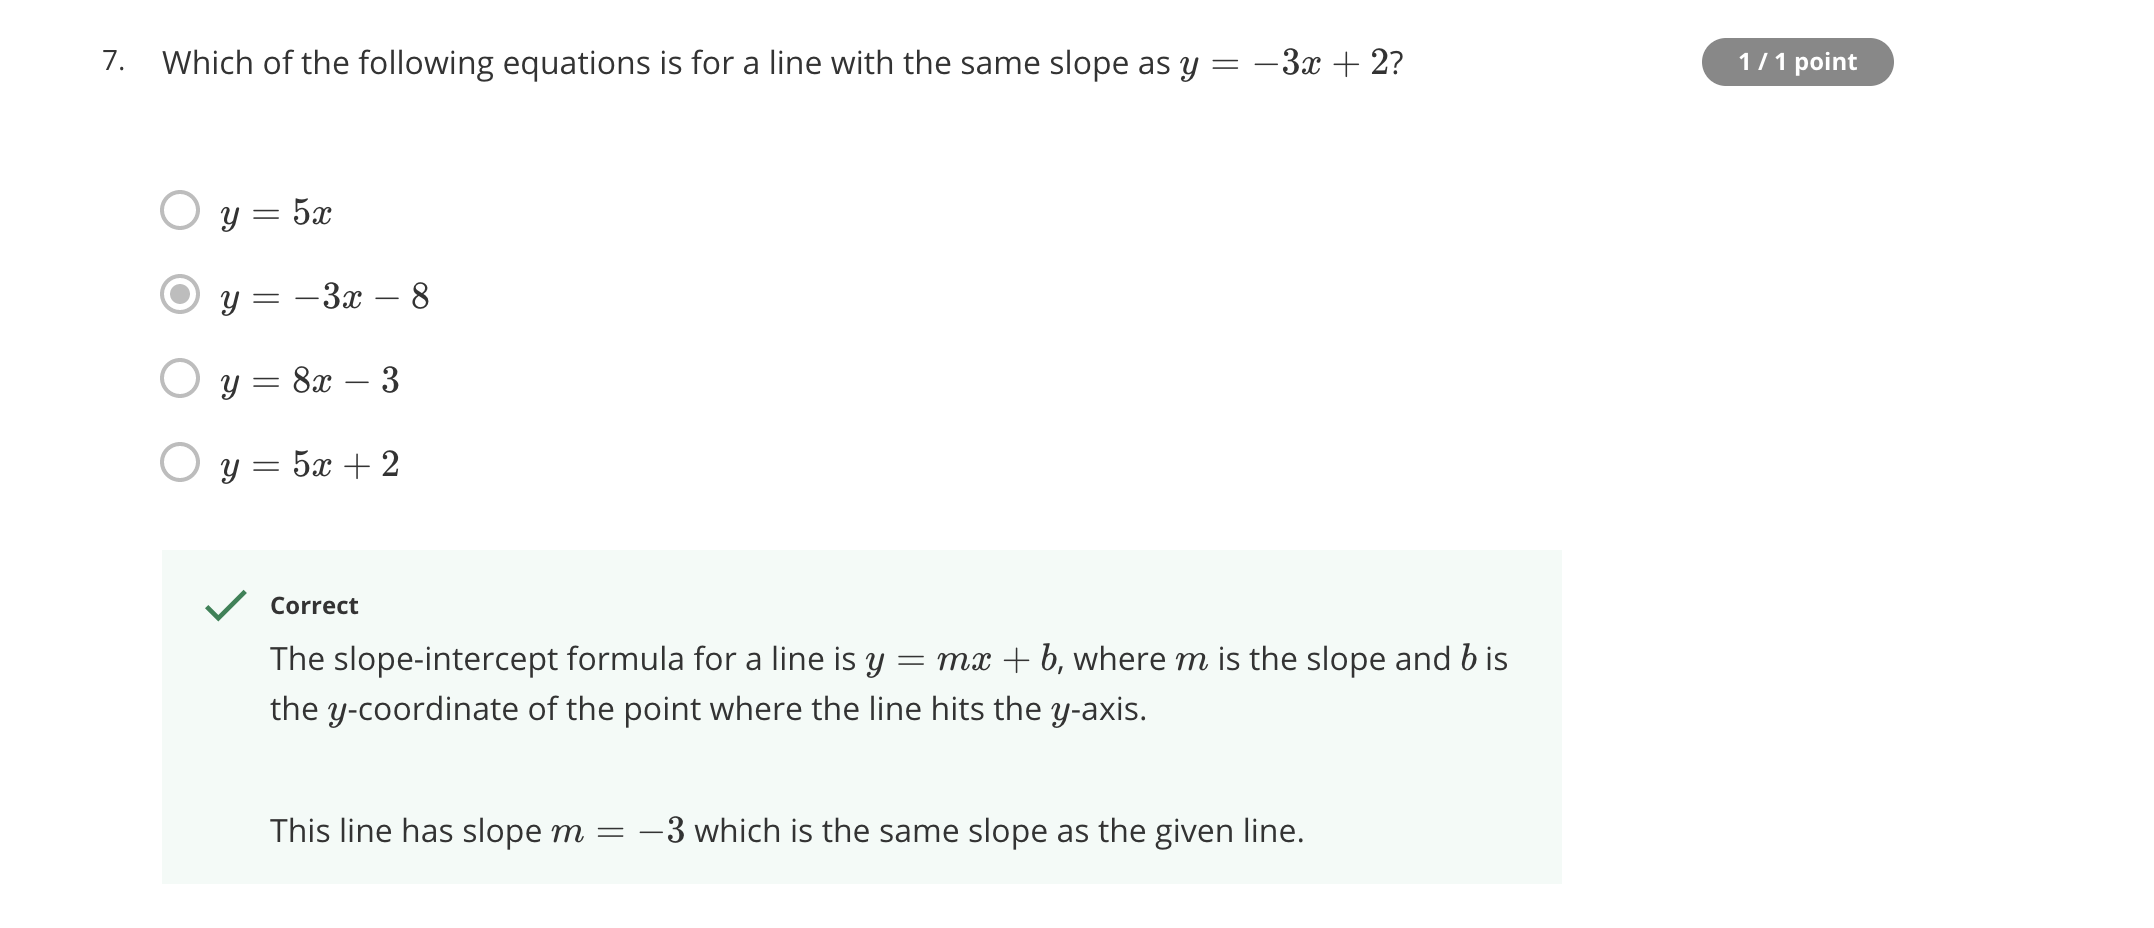 7. Which of the following equations is for a line with the same slope as y = −3x + 2?
1 / 1 point
y = 5x
y = −3x − 8
y = 8x − 3
y = 5x + 2
Correct
The slope-intercept formula for a line is y = mx + b, where m is the slope and b is
the y-coordinate of the point where the line hits the y-axis.
This line has slope m = −3 which is the same slope as the given line.